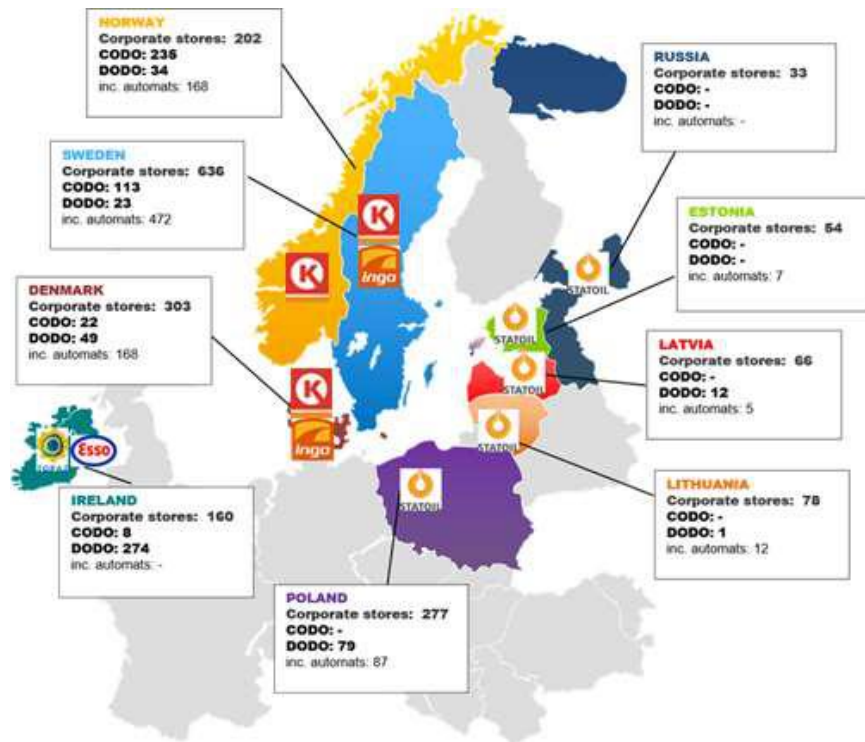 NORWAY
Corporate stores: 202
CODO: 235
DODO: 34
inc. automats: 168
RUSSIA
Corporate stores: 33
CODO: -
DODO: -
inc. automats: -
SWEDEN
Corporate stores: 636
CODO: 113
DODO: 23
inc. automats: 472
K
ingo
K
ESTONIA
Corporate stores: 54
CODO: -
DODO: -
inc. automats: 7
STATOIL
DENMARK
Corporate stores: 303
CODO: 22
DODO: 49
inc. automats: 168
STATOIL
LATVIA
Corporate stores: 66
CODO: -
DODO: 12
inc. automats: 5
K
ingo
STATOIL
STATOIL
Esso
IRELAND
Corporate stores: 160
CODO: 8
DODO: 274
inc. automats: -
STATOIL
LITHUANIA
Corporate stores: 78
CODO: -
DODO: 1
inc. automats: 12
POLAND
Corporate stores: 277
CODO: -
DODO: 79
inc. automats: 87